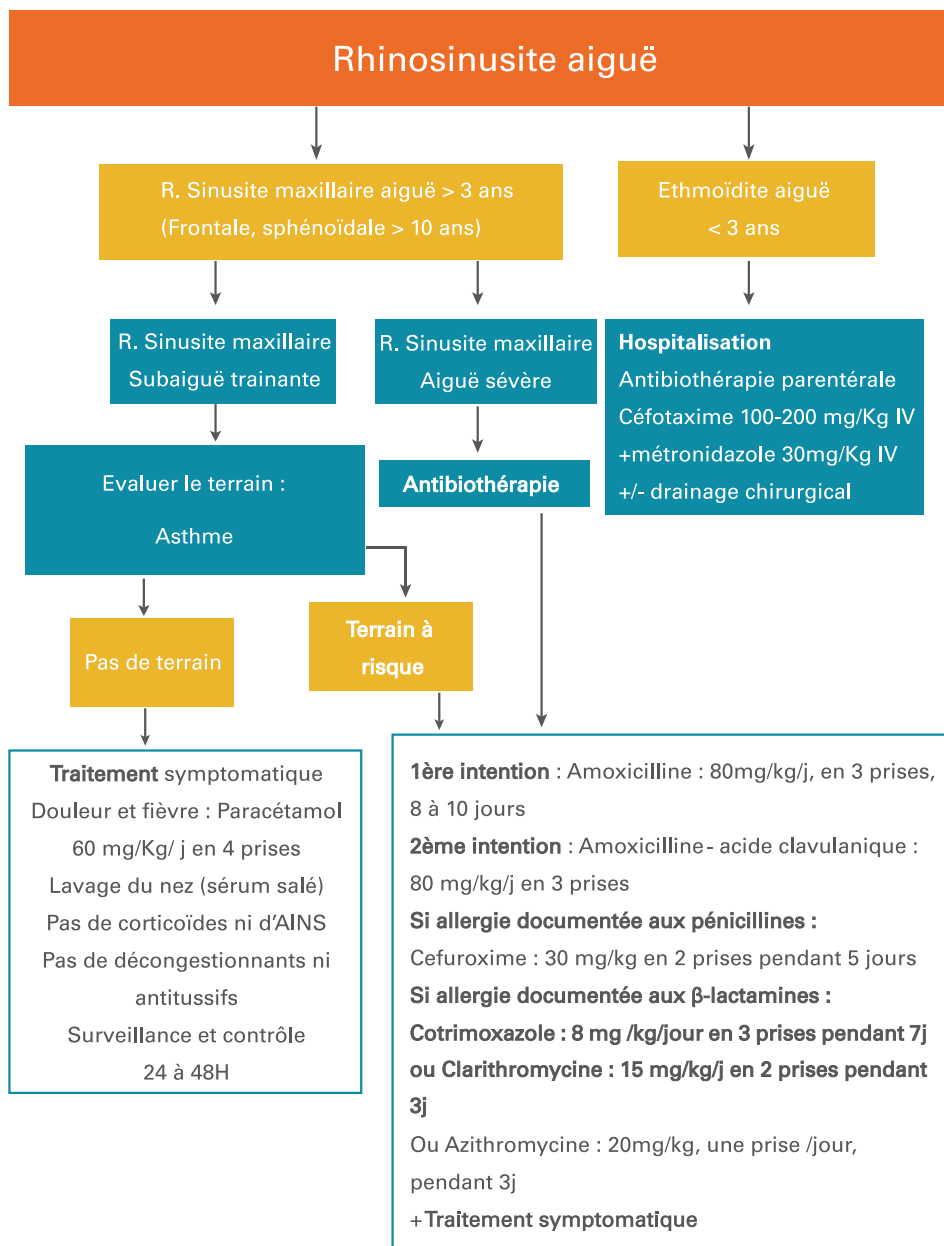 Rhinosinusite aiguë
R. Sinusite maxillaire aiguë > 3 ans
(Frontale, sphénoïdale > 10 ans)
Ethmoïdite aiguë
< 3 ans
R. Sinusite maxillaire
Subaiguë trainante
R. Sinusite maxillaire
Aiguë sévère
Hospitalisation
Antibiothérapie parentérale
Céfotaxime 100-200 mg/Kg IV
+métronidazole 30mg/Kg IV
+/- drainage chirurgical
Evaluer le terrain :
Asthme
Antibiothérapie
Pas de terrain
Terrain à
risque
Traitement symptomatique
Douleur et fièvre : Paracétamol
60 mg/Kg/ j en 4 prises
Lavage du nez (sérum salé)
Pas de corticoïdes ni d'AINS
Pas de décongestionnants ni
antitussifs
Surveillance et contrôle
24 à 48H
1ère intention : Amoxicilline : 80mg/kg/j, en 3 prises,
8 à 10 jours
2ème intention : Amoxicilline- acide clavulanique :
80 mg/kg/j en 3 prises
Si allergie documentée aux pénicillines :
Cefuroxime : 30 mg/kg en 2 prises pendant 5 jours
Si allergie documentée aux β-lactamines :
Cotrimoxazole : 8 mg /kg/jour en 3 prises pendant 7j
ou Clarithromycine : 15 mg/kg/j en 2 prises pendant
3j
Ou Azithromycine : 20mg/kg, une prise /jour,
pendant 3j
+Traitement symptomatique